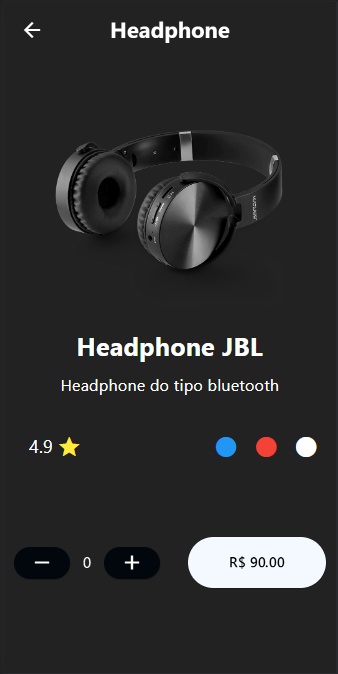 Headphone
Headphone JBL
Headphone do tipo bluetooth
4.9 ⭐
0
R$ 90.00